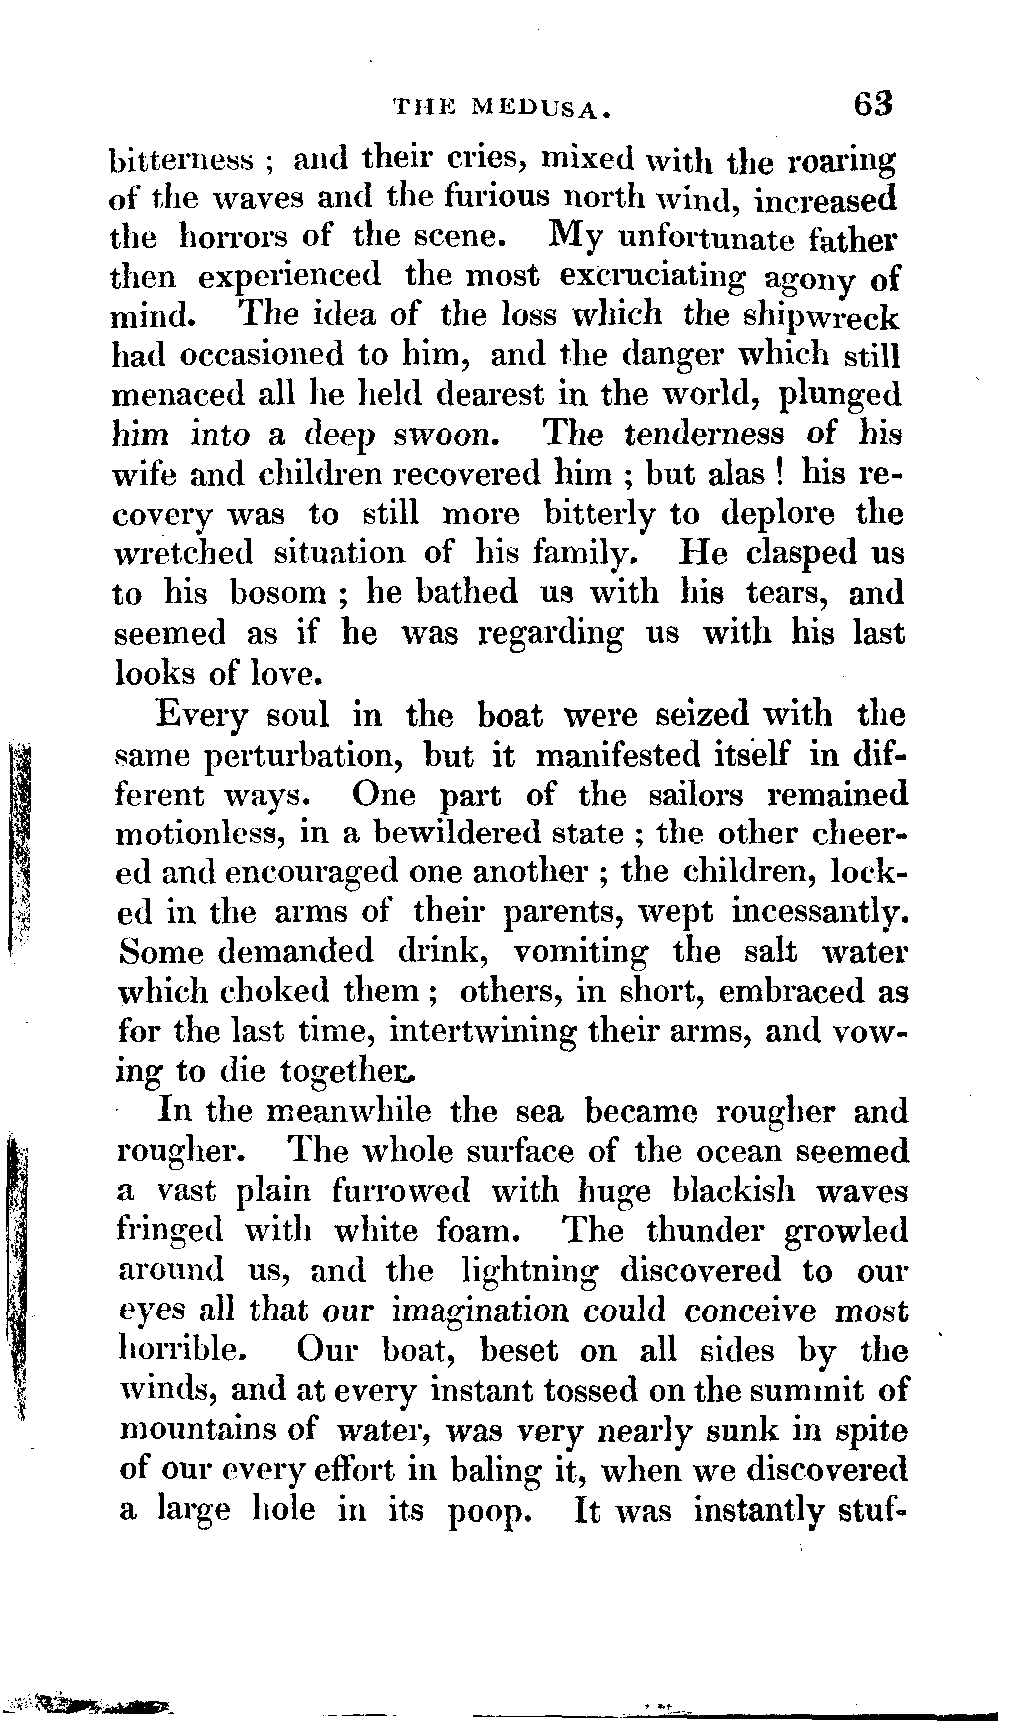 THE MEDUSA. 63
bitterness ; and their cries, mixed with the roaring
of the waves and the furious north wind, increased
the horrors of the scene. My unfortunate father
then experienced the most excruciating agony of
mind. The idea of the loss which the shipwreck
had occasioned to him, and the danger which still
menaced all he held dearest in the world, plunged
him into a deep swoon. The tenderness of his
wife and children recovered him ; but alas ! his re-
covery was to still more bitterly to deplore the
wretched situation of his family. He clasped us
to his bosom ; he bathed us with his tears, and
seemed as if he was regarding us with his last
looks of love.
Every soul in the boat were seized with the
same perturbation, but it manifested itself in dif-
ferent ways. One part of the sailors remained
motionless, in a bewildered state ; the other cheer-
ed and encouraged one another ; the children, lock-
ed in the arms of their parents, wept incessantly.
Some demanded drink, vomiting the salt water
which choked them ; others, in short, embraced as
for the last time, intertwining their arms, and vow-
ing to die together.
In the meanwhile the sea became rougher and
rougher. The whole surface of the ocean seemed
a vast plain furrowed with huge blackish waves
fringed with white foam. The thunder growled
around us, and the lightning discovered to our
eyes all that our imagination could conceive most
horrible. Our boat, beset on all sides by the
winds, and at every instant tossed on the summit of
mountains of water, was very nearly sunk in spite
of our every effort in baling it, when we discovered
a large hole in its poop. It was instantly stuf-